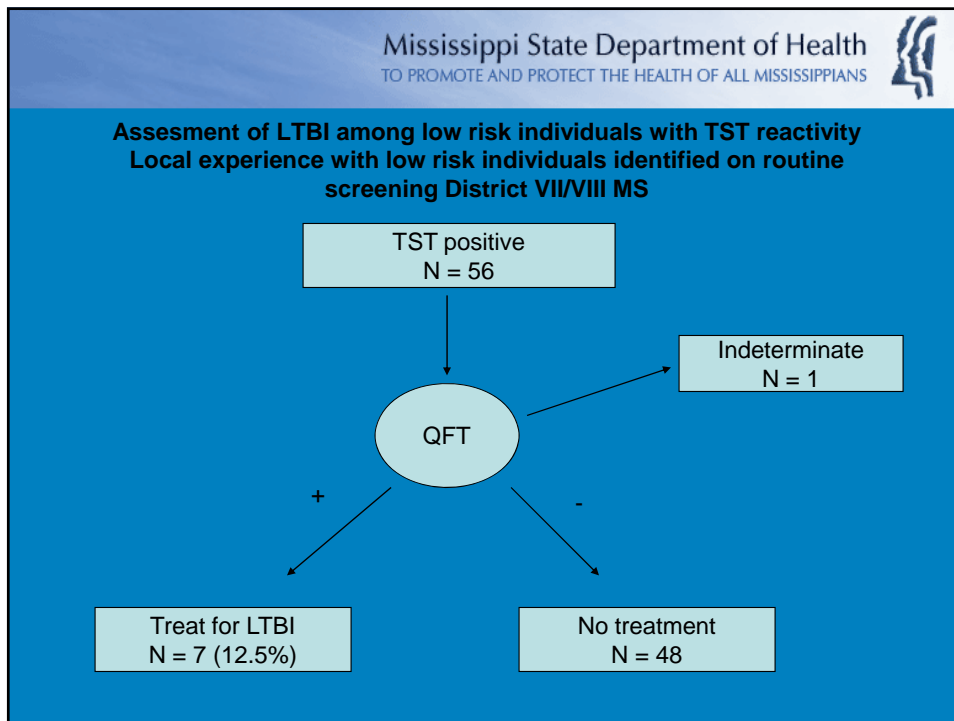 Mississippi State Department of Health
TO PROMOTE AND PROTECT THE HEALTH OF ALL MISSISSIPPIANS
Assesment of LTBI among low risk individuals with TST reactivity
Local experience with low risk individuals identified on routine
screening District VII/VIII MS
TST positive
N = 56
Indeterminate
N = 1
QFT
+
-
Treat for LTBI
N = 7 (12.5%)
No treatment
N = 48